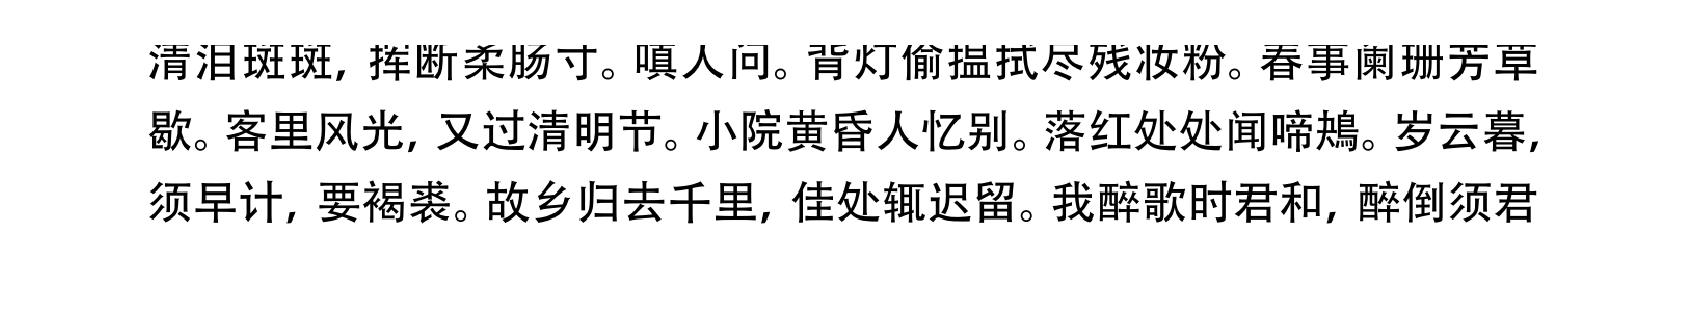 清泪斑斑，挥断柔肠寸。嗔人问。背灯偷揾拭尽残妆粉。春事阑珊芳草
歇。客里风光，又过清明节。小院黄昏人忆别。落红处处闻啼鴂。岁云暮，
须早计，要褐裘。故乡归去千里，佳处辄迟留。我醉歌时君和，醉倒须君